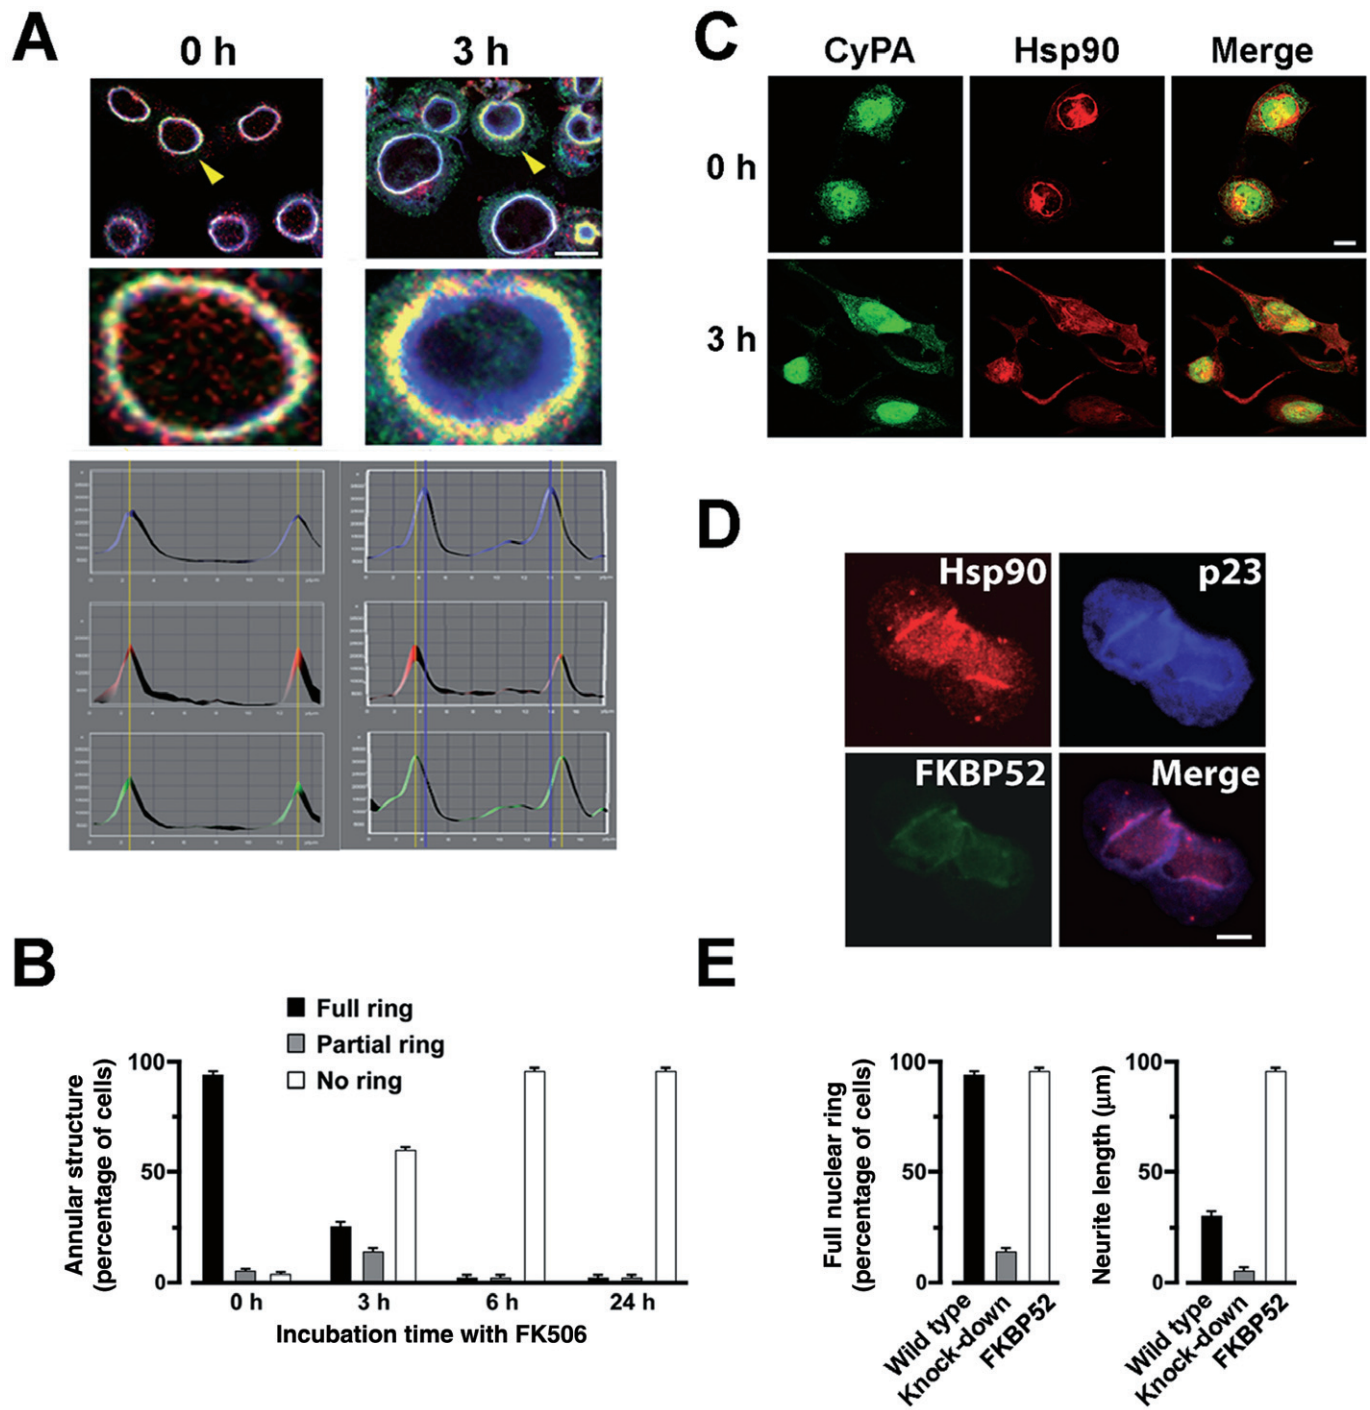 A
0 h
3 h
C
CyPA
Hsp90
Merge
0 h
3 h
D
Hsp90
p23
FKBP52
Merge
B
Full ring
Partial ring
No ring
Annular structure
(percentage of cells)
100
50
0
0 h
3 h
6 h
24 h
Incubation time with FK506
E
Full nuclear ring
(percentage of cells)
100
50
0
Wild type
Knock-down
FKBP52
Neurite length (μm)
100
50
0
Wild type
Knock-down
FKBP52